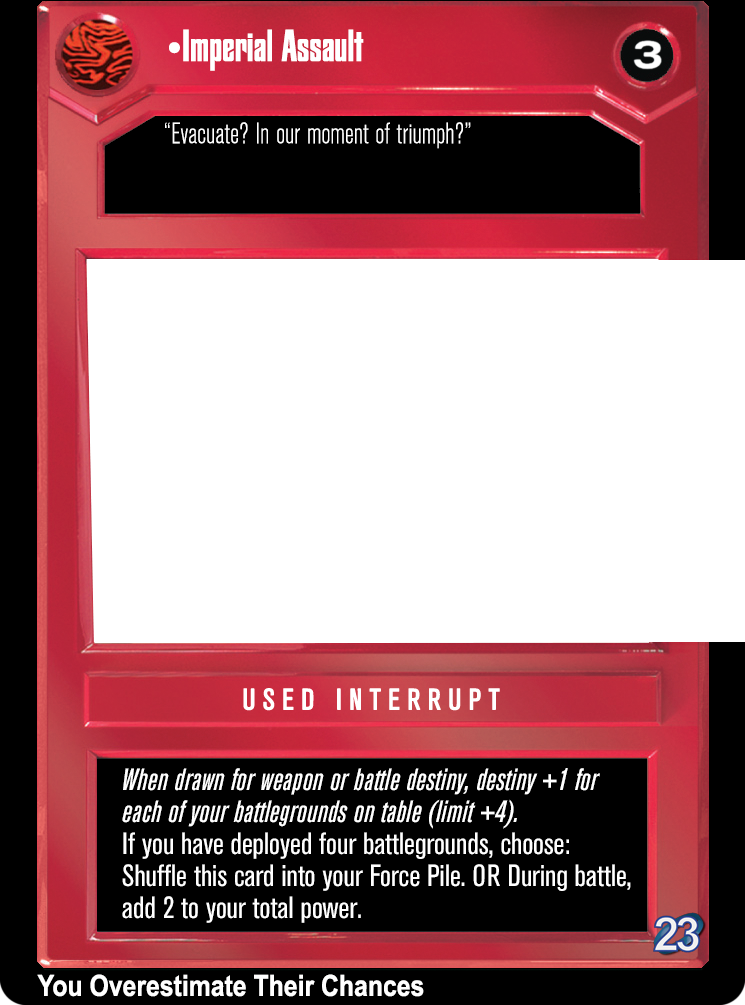 •Imperial Assault
3
“Evacuate? In our moment of triumph?”
USED INTERRUPT
When drawn for weapon or battle destiny, destiny +1 for
each of your battlegrounds on table (limit +4).
If you have deployed four battlegrounds, choose:
Shuffle this card into your Force Pile. OR During battle,
add 2 to your total power.
23
You Overestimate Their Chances